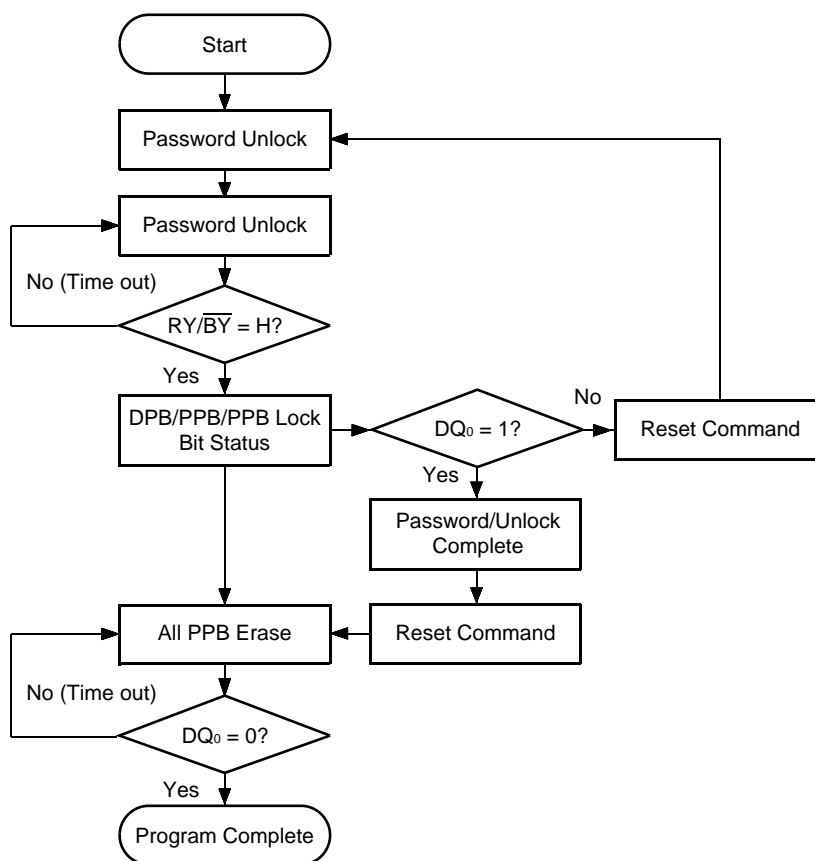 Start
Password Unlock
Password Unlock
No (Time out)
RY/B̅Y̅ = H?
Yes
DPB/PPB/PPB Lock
Bit Status
DQ₀ = 1?
No
Reset Command
Yes
Password/Unlock
Complete
All PPB Erase
Reset Command
No (Time out)
DQ₀ = 0?
Yes
Program Complete